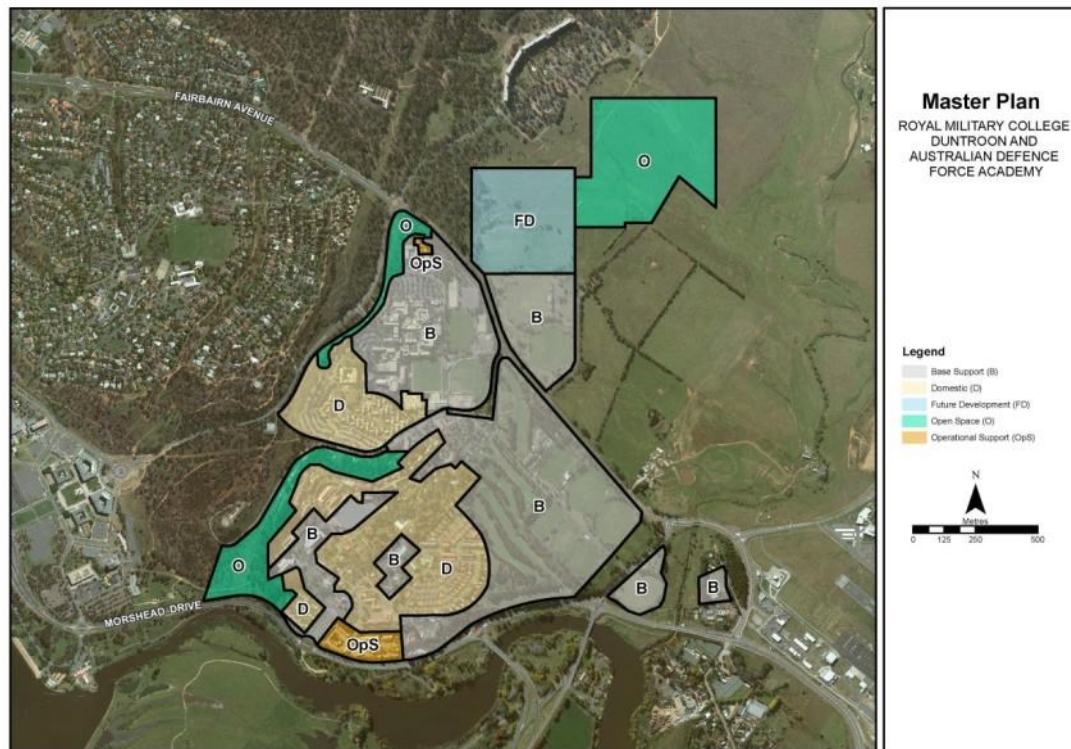 Master Plan
ROYAL MILITARY COLLEGE
DUNTROON AND
AUSTRALIAN DEFENCE
FORCE ACADEMY
Legend
Base Support (B)
Domestic (D)
Future Development (FD)
Open Space (O)
Operational Support (OpS)
N
Metres
0 125 250 500
FAIRBAIRN AVENUE
O
FD
O
OpS
B
B
D
B
B
B
D
O
B
B
D
MORSHEAD DRIVE
OpS